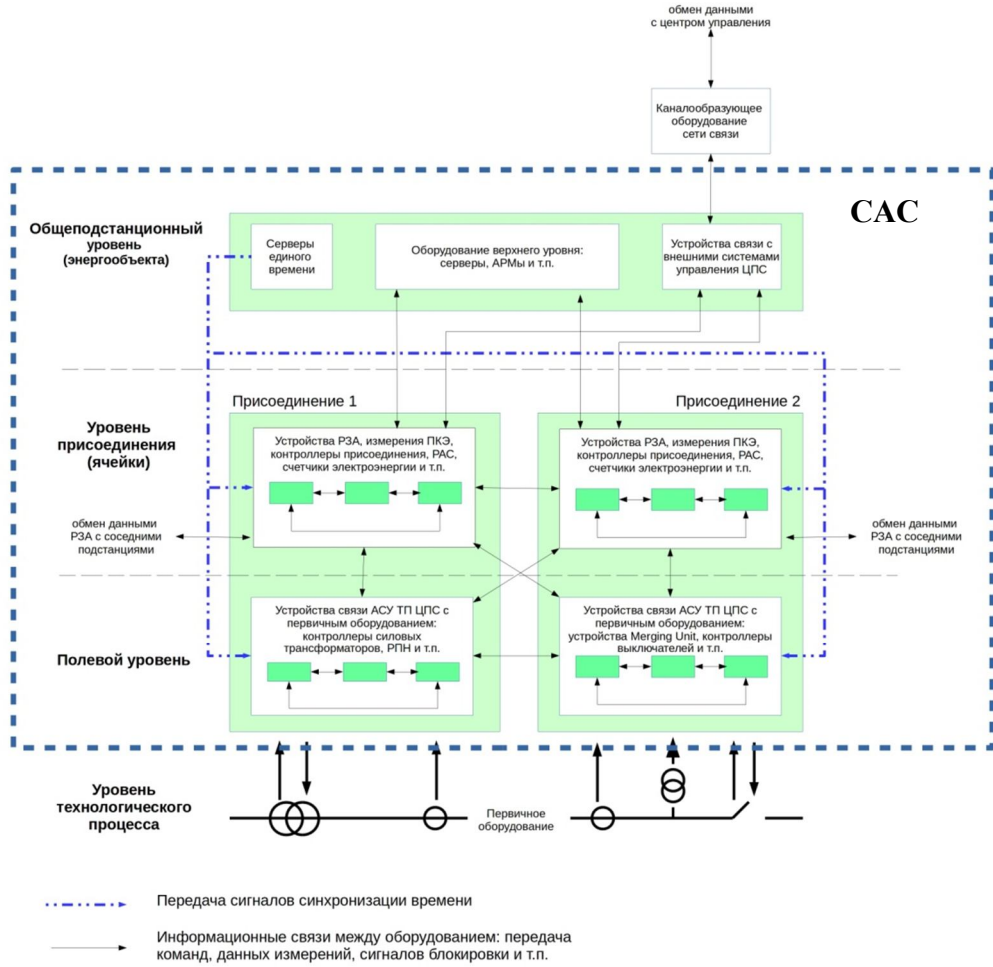 обмен данными
с центром управления
Каналообразующее
оборудование
сети связи
САС
Общеподстанционный
уровень
(энергообъекта)
Серверы
единого
времени
Оборудование верхнего уровня:
серверы, АРМы и т.п.
Устройства связи с
внешними системами
управления ЦПС
Уровень
присоединения
(ячейки)
Присоединение 1
Присоединение 2
Устройства РЗА, измерения ПКЭ,
контроллеры присоединения, РАС,
счетчики электроэнергии и т.п.
Устройства РЗА, измерения ПКЭ,
контроллеры присоединения, РАС,
счетчики электроэнергии и т.п.
обмен данными
РЗА с соседними
подстанциями
обмен данными
РЗА с соседними
подстанциями
Полевой уровень
Устройства связи АСУ ТП ЦПС с
первичным оборудованием:
контроллеры силовых
трансформаторов, РПН и т.п.
Устройства связи АСУ ТП ЦПС с
первичным оборудованием:
устройства Merging Unit, контроллеры
выключателей и т.п.
Уровень
технологического
процесса
Первичное
оборудование
Передача сигналов синхронизации времени
Информационные связи между оборудованием: передача
команд, данных измерений, сигналов блокировки и т.п.